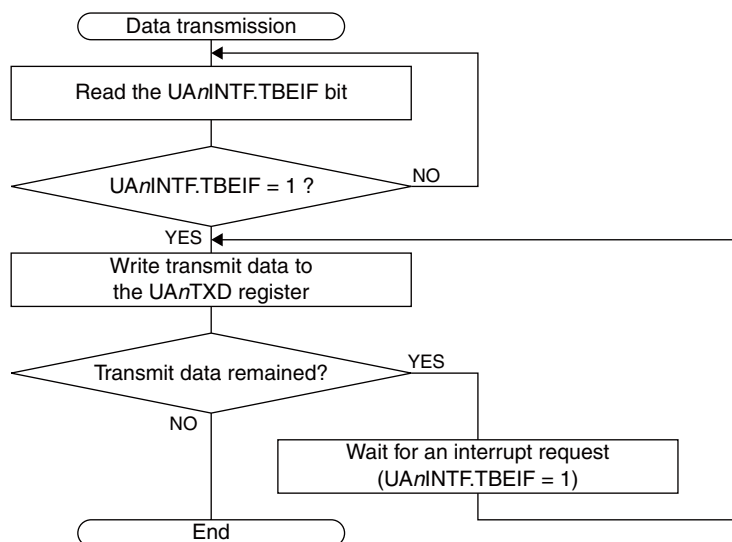 Data transmission
Read the UAnINTF.TBEIF bit
UAnINTF.TBEIF = 1 ?
NO
YES
Write transmit data to
the UAnTXD register
Transmit data remained?
YES
NO
Wait for an interrupt request
(UAnINTF.TBEIF = 1)
End